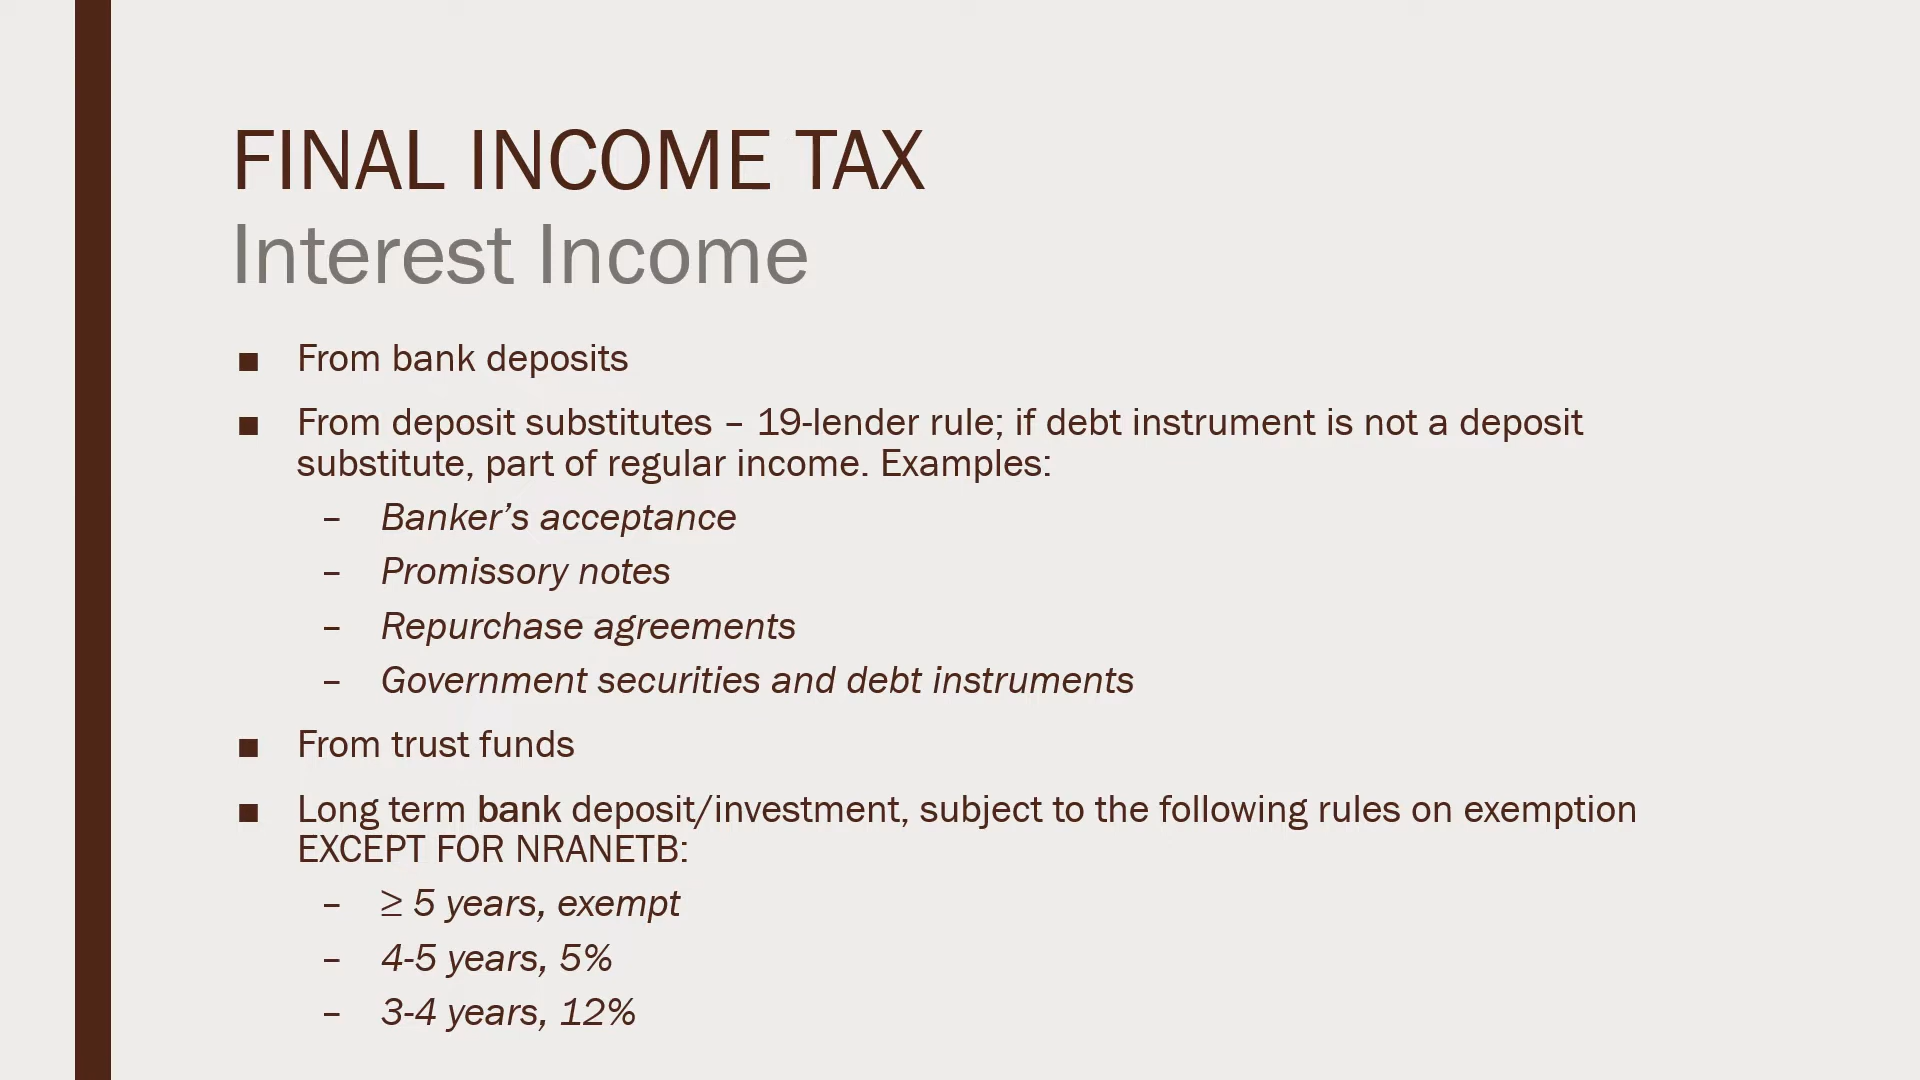 FINAL INCOME TAX
Interest Income
■ From bank deposits
■ From deposit substitutes – 19-lender rule; if debt instrument is not a deposit
substitute, part of regular income. Examples:
– Banker’s acceptance
– Promissory notes
– Repurchase agreements
– Government securities and debt instruments
■ From trust funds
■ Long term bank deposit/investment, subject to the following rules on exemption
EXCEPT FOR NRANETB:
– ≥ 5 years, exempt
– 4-5 years, 5%
– 3-4 years, 12%